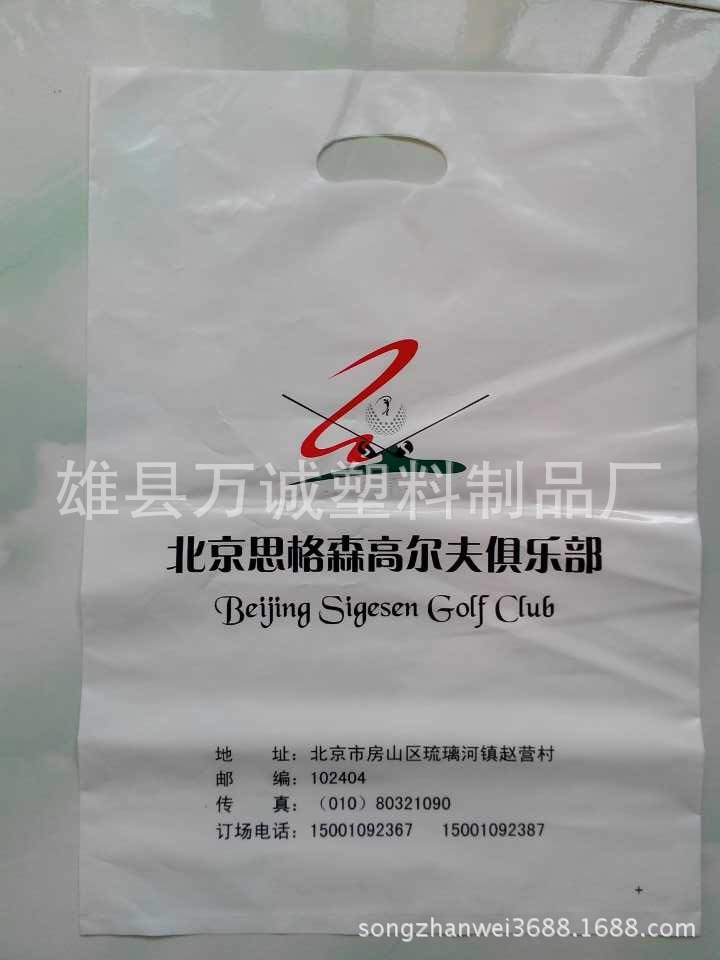 雄县万诚塑料制品厂
北京思格森高尔夫俱乐部
Beijing Sigesen Golf Club
地 址：北京市房山区琉璃河镇赵营村
邮 编：102404
传 真：（010）80321090
订场电话：15001092367 15001092387
songzhanwei3688.1688.com